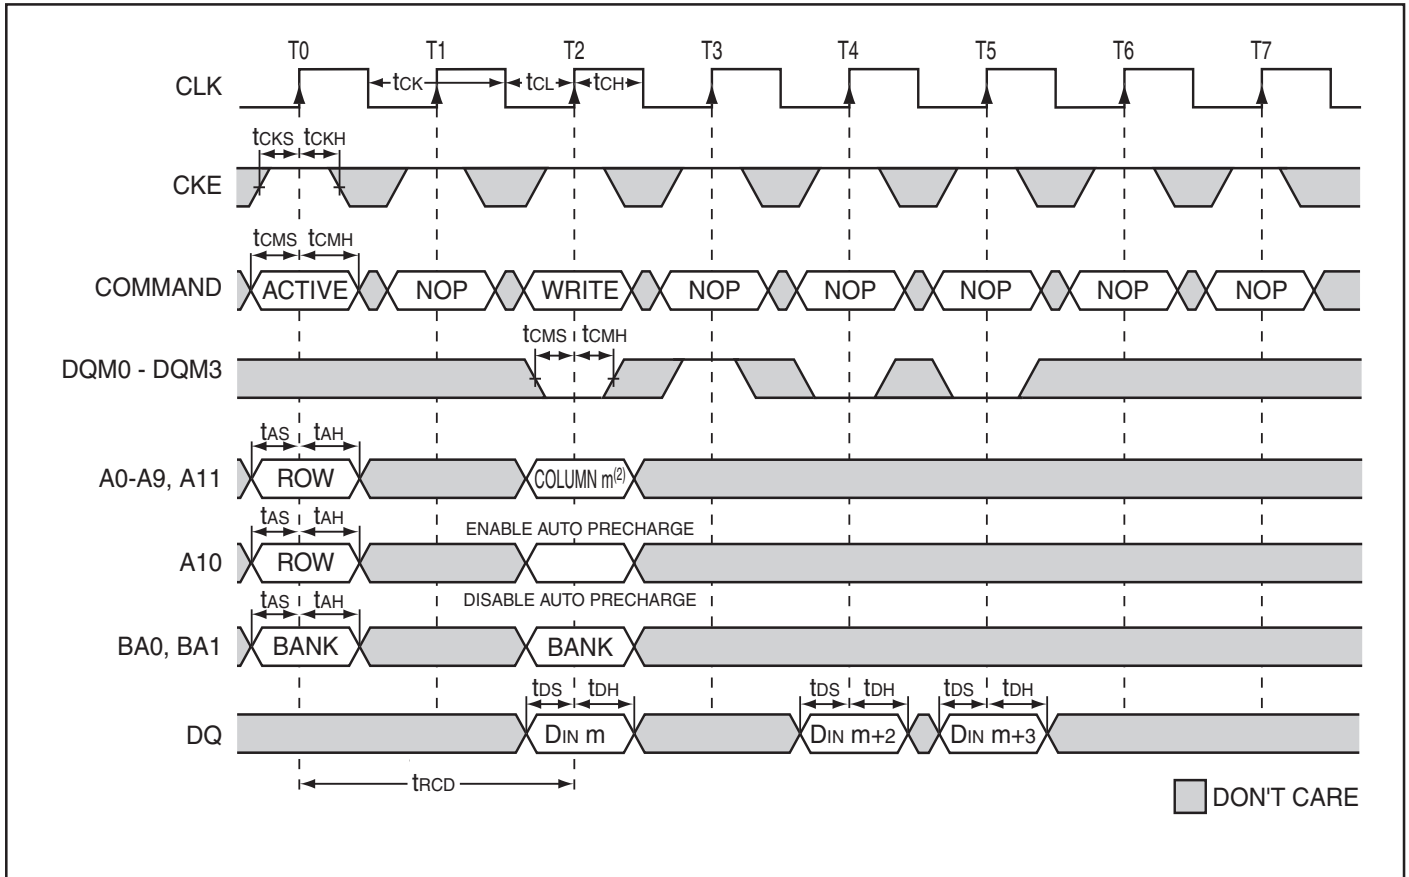 T0 T1 T2 T3 T4 T5 T6 T7
CLK tCK tCL tCH
tCKS tCKH
CKE
tCMS tCMH
COMMAND ACTIVE NOP WRITE NOP NOP NOP NOP NOP
tCMS tCMH
DQM0 - DQM3
tAS tAH
A0-A9, A11 ROW COLUMN m(2)
tAS tAH ENABLE AUTO PRECHARGE
A10 ROW
tAS tAH DISABLE AUTO PRECHARGE
BA0, BA1 BANK BANK
tDS tDH tDS tDH tDS tDH
DQ DIN m DIN m+2 DIN m+3
tRCD
DON'T CARE